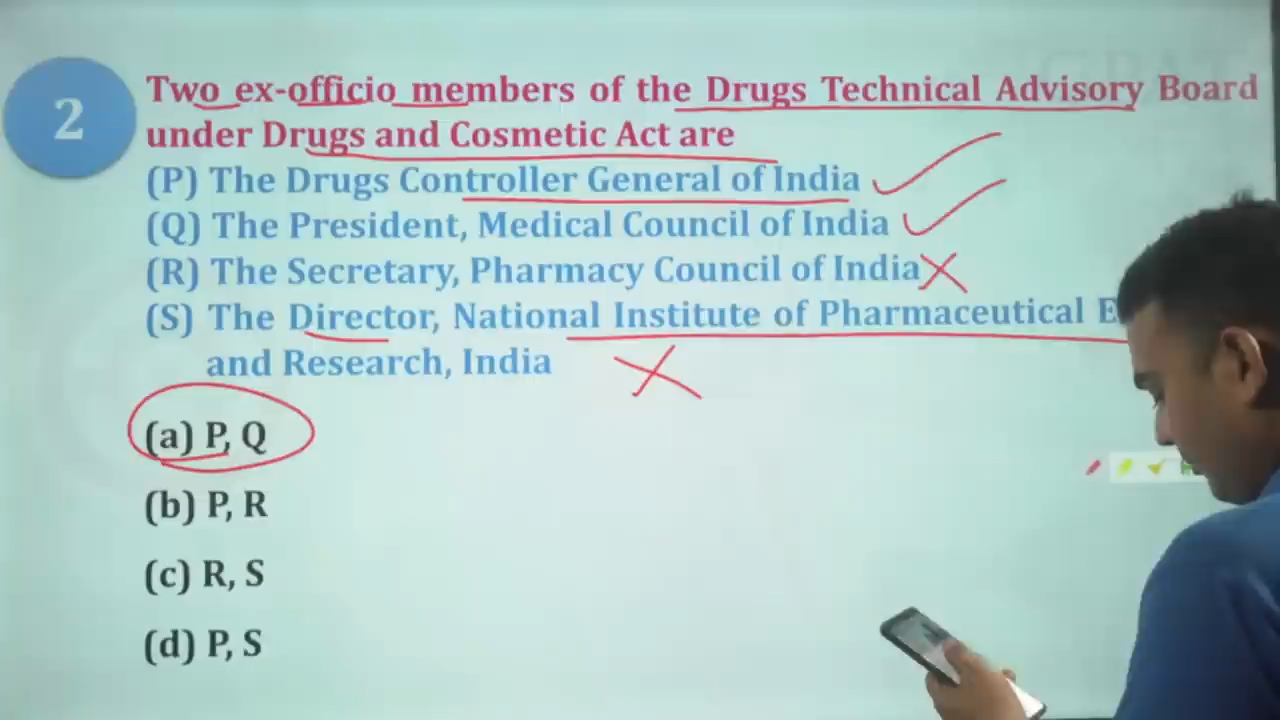 2
Two ex-officio members of the Drugs Technical Advisory Board
under Drugs and Cosmetic Act are
(P) The Drugs Controller General of India
(Q) The President, Medical Council of India
(R) The Secretary, Pharmacy Council of India
(S) The Director, National Institute of Pharmaceutical
and Research, India
(a) P, Q
(b) P, R
(c) R, S
(d) P, S